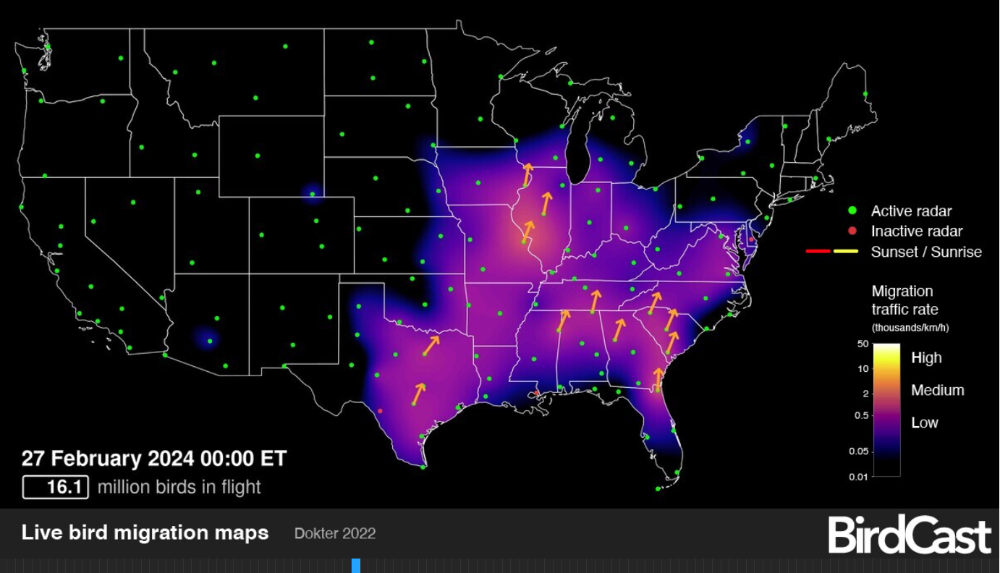 Active radar
Inactive radar
Sunset / Sunrise
Migration
traffic rate
(thousands/km/h)
50
High
10
2
Medium
0.5
Low
0.05
0.01
27 February 2024 00:00 ET
16.1 million birds in flight
Live bird migration maps Dokter 2022
BirdCast